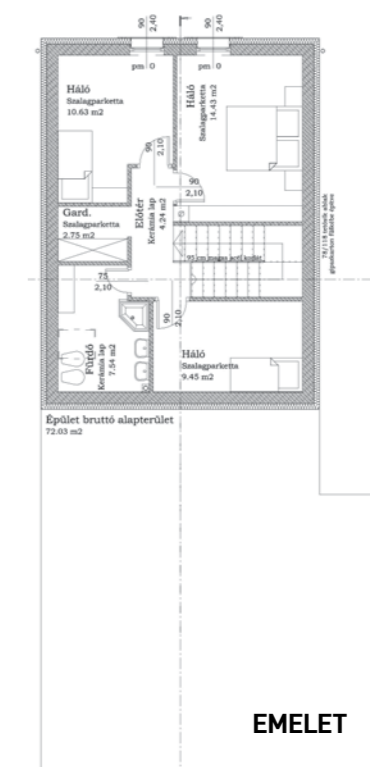 90
2,40
90
2,40
pm 0
pm 0
Háló
Szalagparketta
10.63 m2
Háló
Szalagparketta
14.43 m2
90
2,10
90
2,10
Gard.
Szalagparketta
2.75 m2
Előtér
Kerámia lap
4.24 m2
75
2,10
90
2,10
Fürdő
Kerámia lap
7.54 m2
Háló
Szalagparketta
9.45 m2
Épület bruttó alapterület
72.03 m2
EMELET